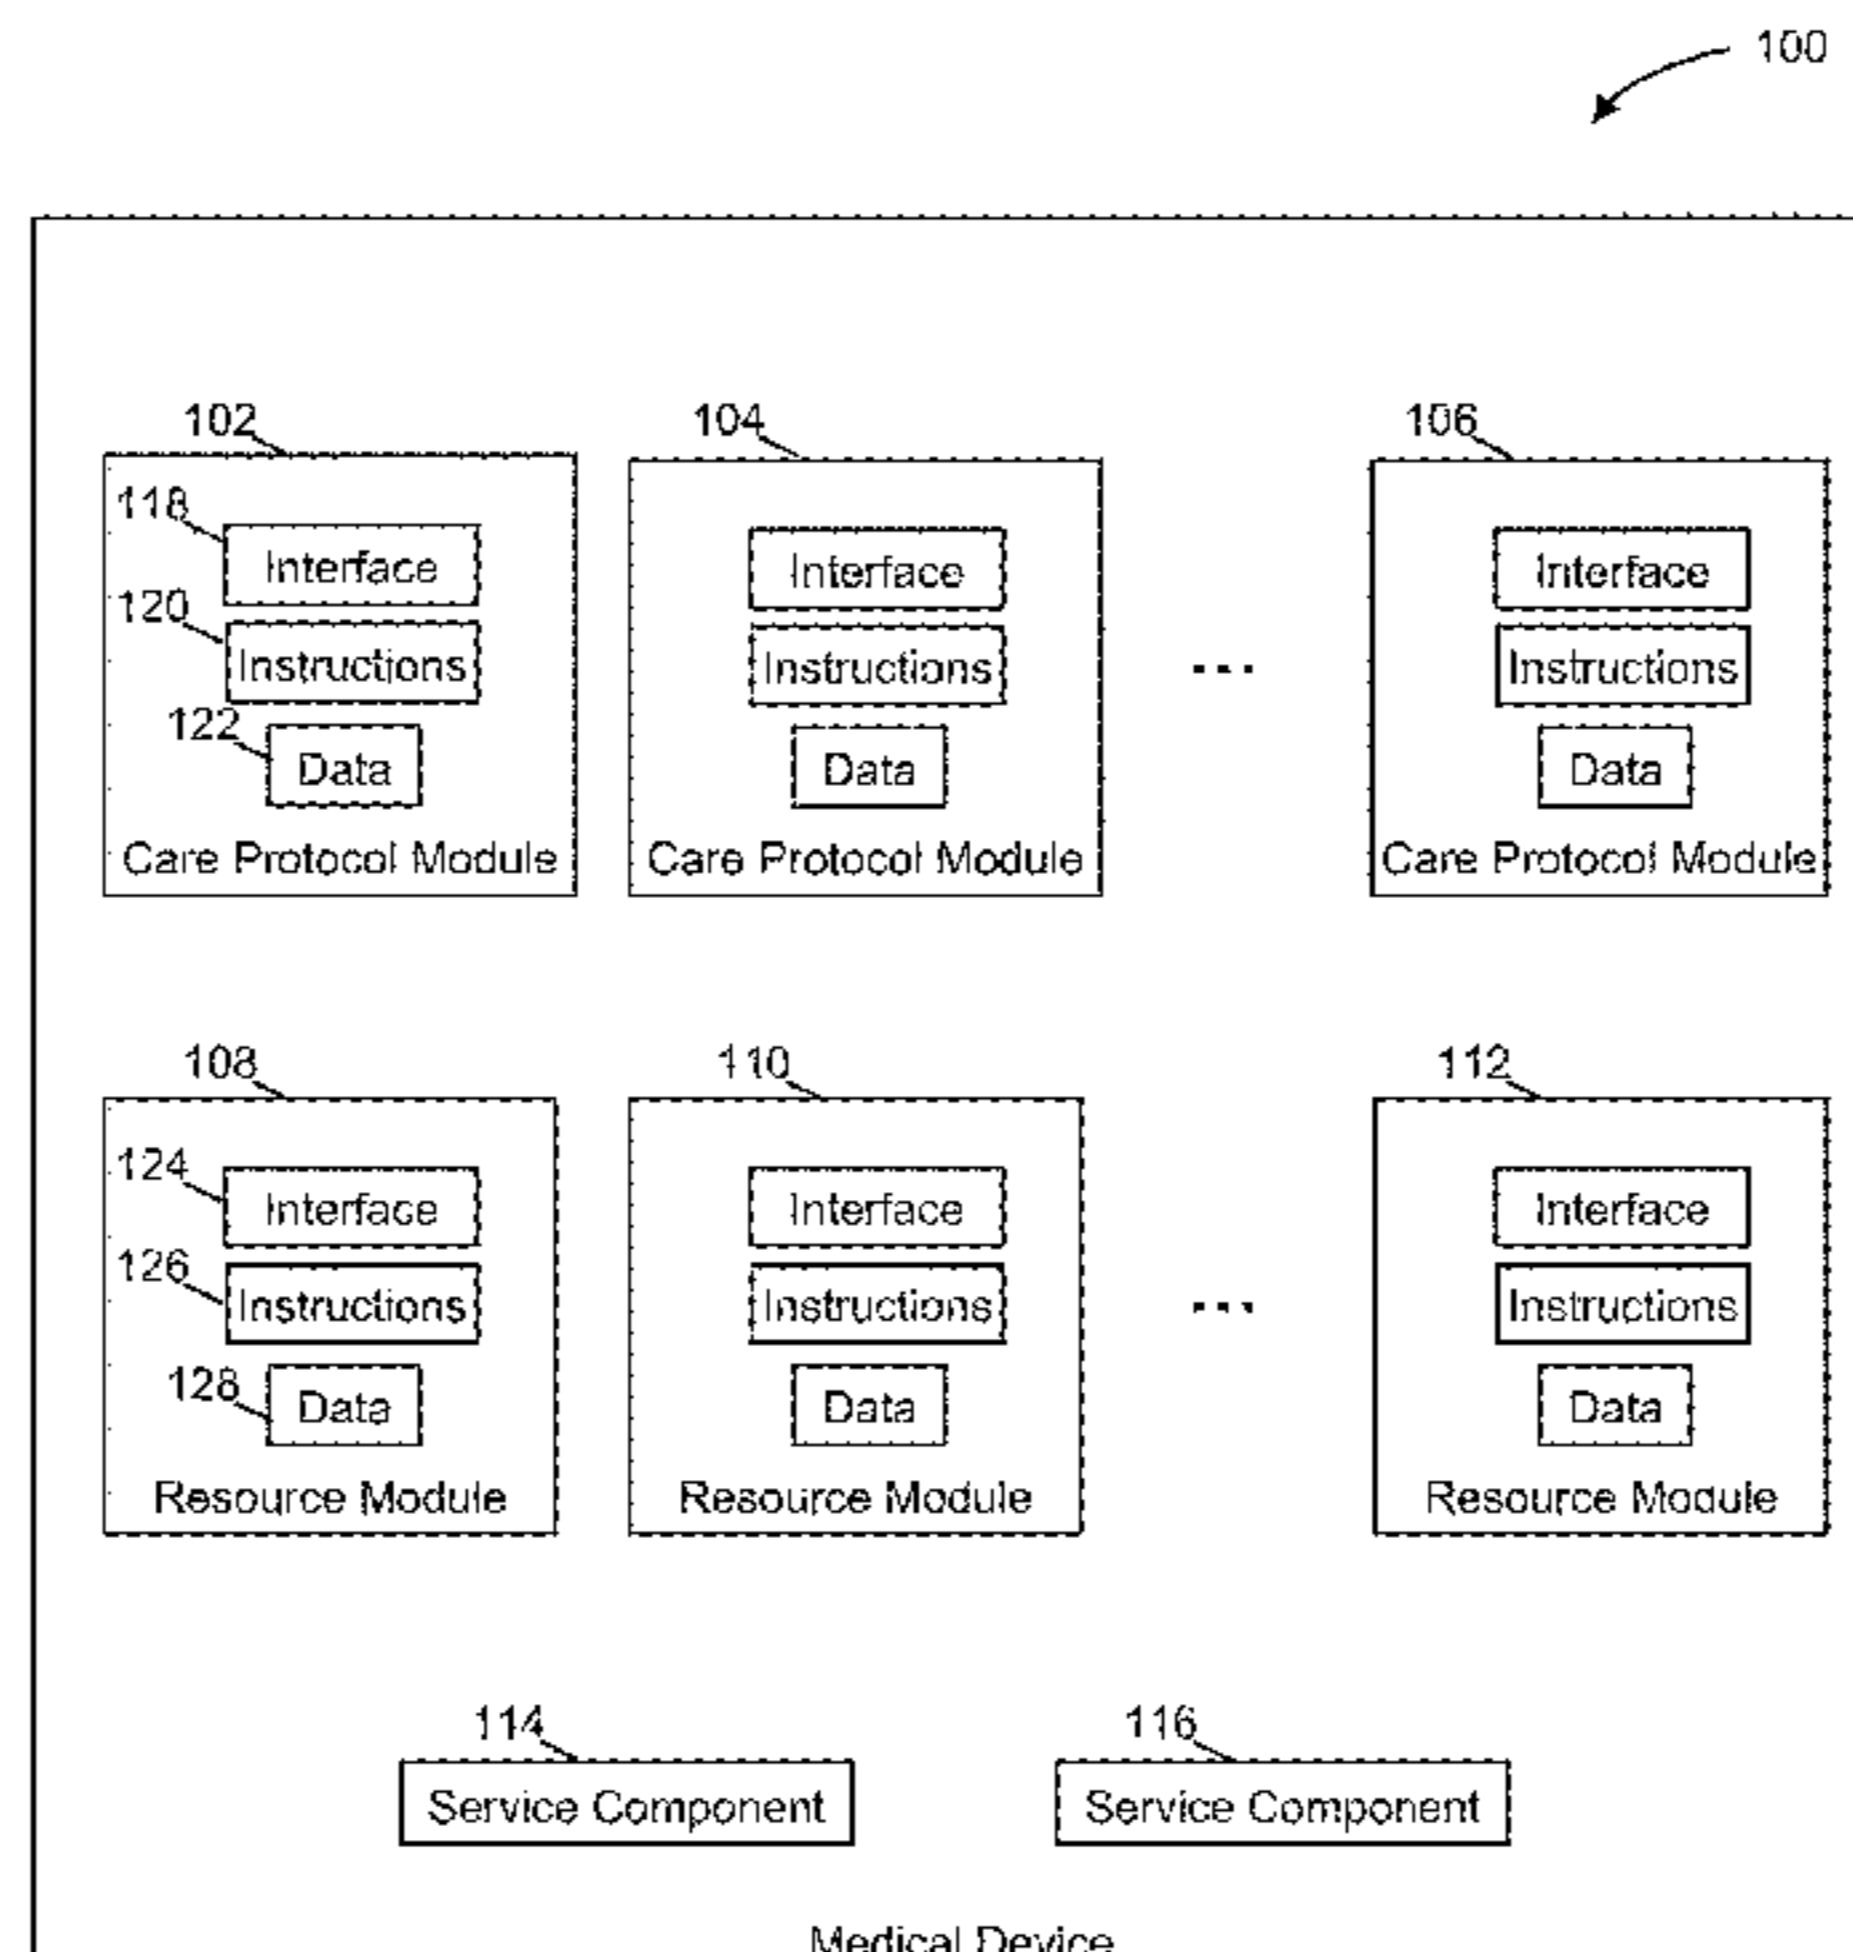 100
102 104 106
118
Interface Interface Interface
120
Instructions Instructions ... Instructions
122
Data Data Data
Care Protocol Module Care Protocol Module Care Protocol Module
108 110 112
124
Interface Interface Interface
126
Instructions Instructions ... Instructions
128
Data Data Data
Resource Module Resource Module Resource Module
114 116
Service Component Service Component
Medical Device